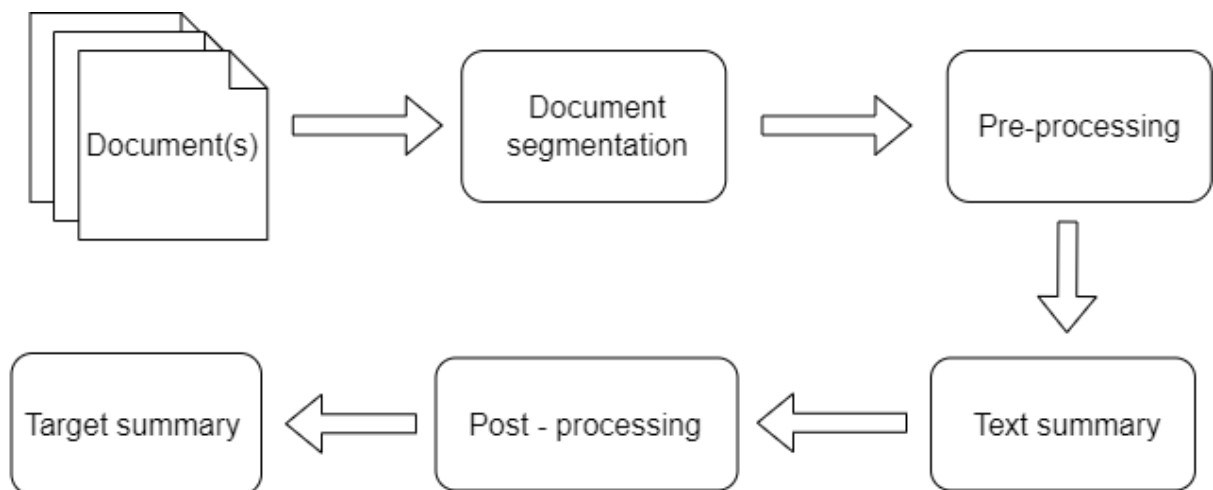 Document(s)
Document
segmentation
Pre-processing
Text summary
Post - processing
Target summary